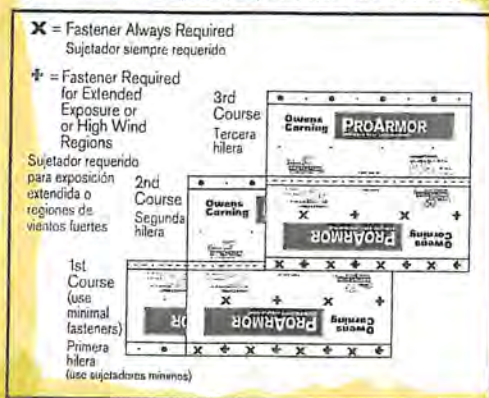 X = Fastener Always Required
Sujetador siempre requerido
+ = Fastener Required
for Extended
Exposure or
or High Wind
Regions
Sujetador requerido
para exposición
extendida o
regiones de
vientos fuertes
3rd
Course
Tercera
hilera
Owens
Corning
PROARMOR
2nd
Course
Segunda
hilera
Owens
Corning
Owens
Corning
PROARMOR
1st
Course
(use
minimal
fasteners)
Primera
hilera
(use sujetadores mínimos)
PROARMOR
Owens
Corning